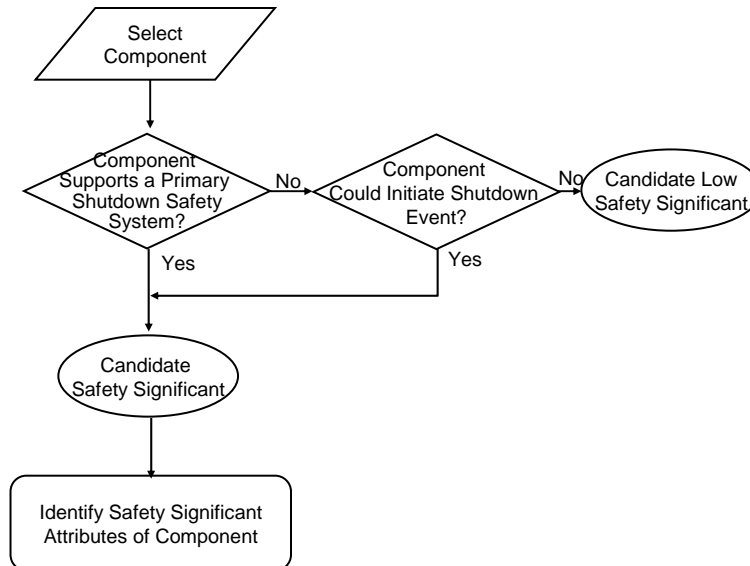 Select
Component
Component
Supports a Primary
Shutdown Safety
System?
No
Component
Could Initiate Shutdown
Event?
No
Candidate Low
Safety Significant
Yes
Yes
Candidate
Safety Significant
Identify Safety Significant
Attributes of Component